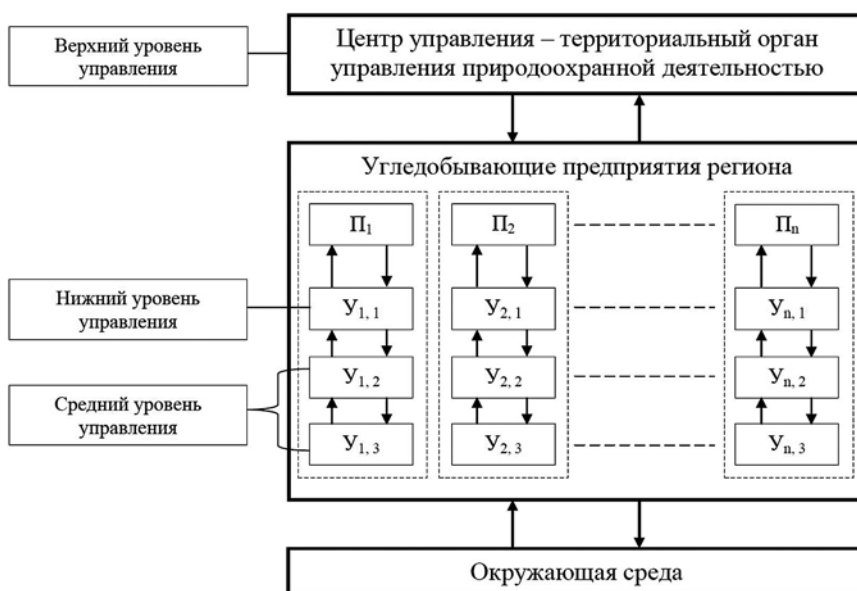 Верхний уровень
управления
Центр управления – территориальный орган
управления природоохранной деятельностью
Угледобывающие предприятия региона
П1
П2
Пn
Нижний уровень
управления
У1, 1
У2, 1
Уn, 1
Средний уровень
управления
У1, 2
У2, 2
Уn, 2
У1, 3
У2, 3
Уn, 3
Окружающая среда